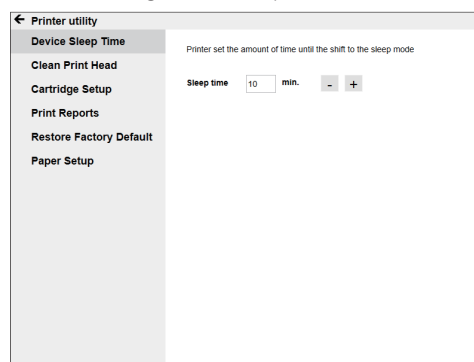 Printer utility
Device Sleep Time
Printer set the amount of time until the shift to the sleep mode
Clean Print Head
Sleep time 10 min. - +
Cartridge Setup
Print Reports
Restore Factory Default
Paper Setup